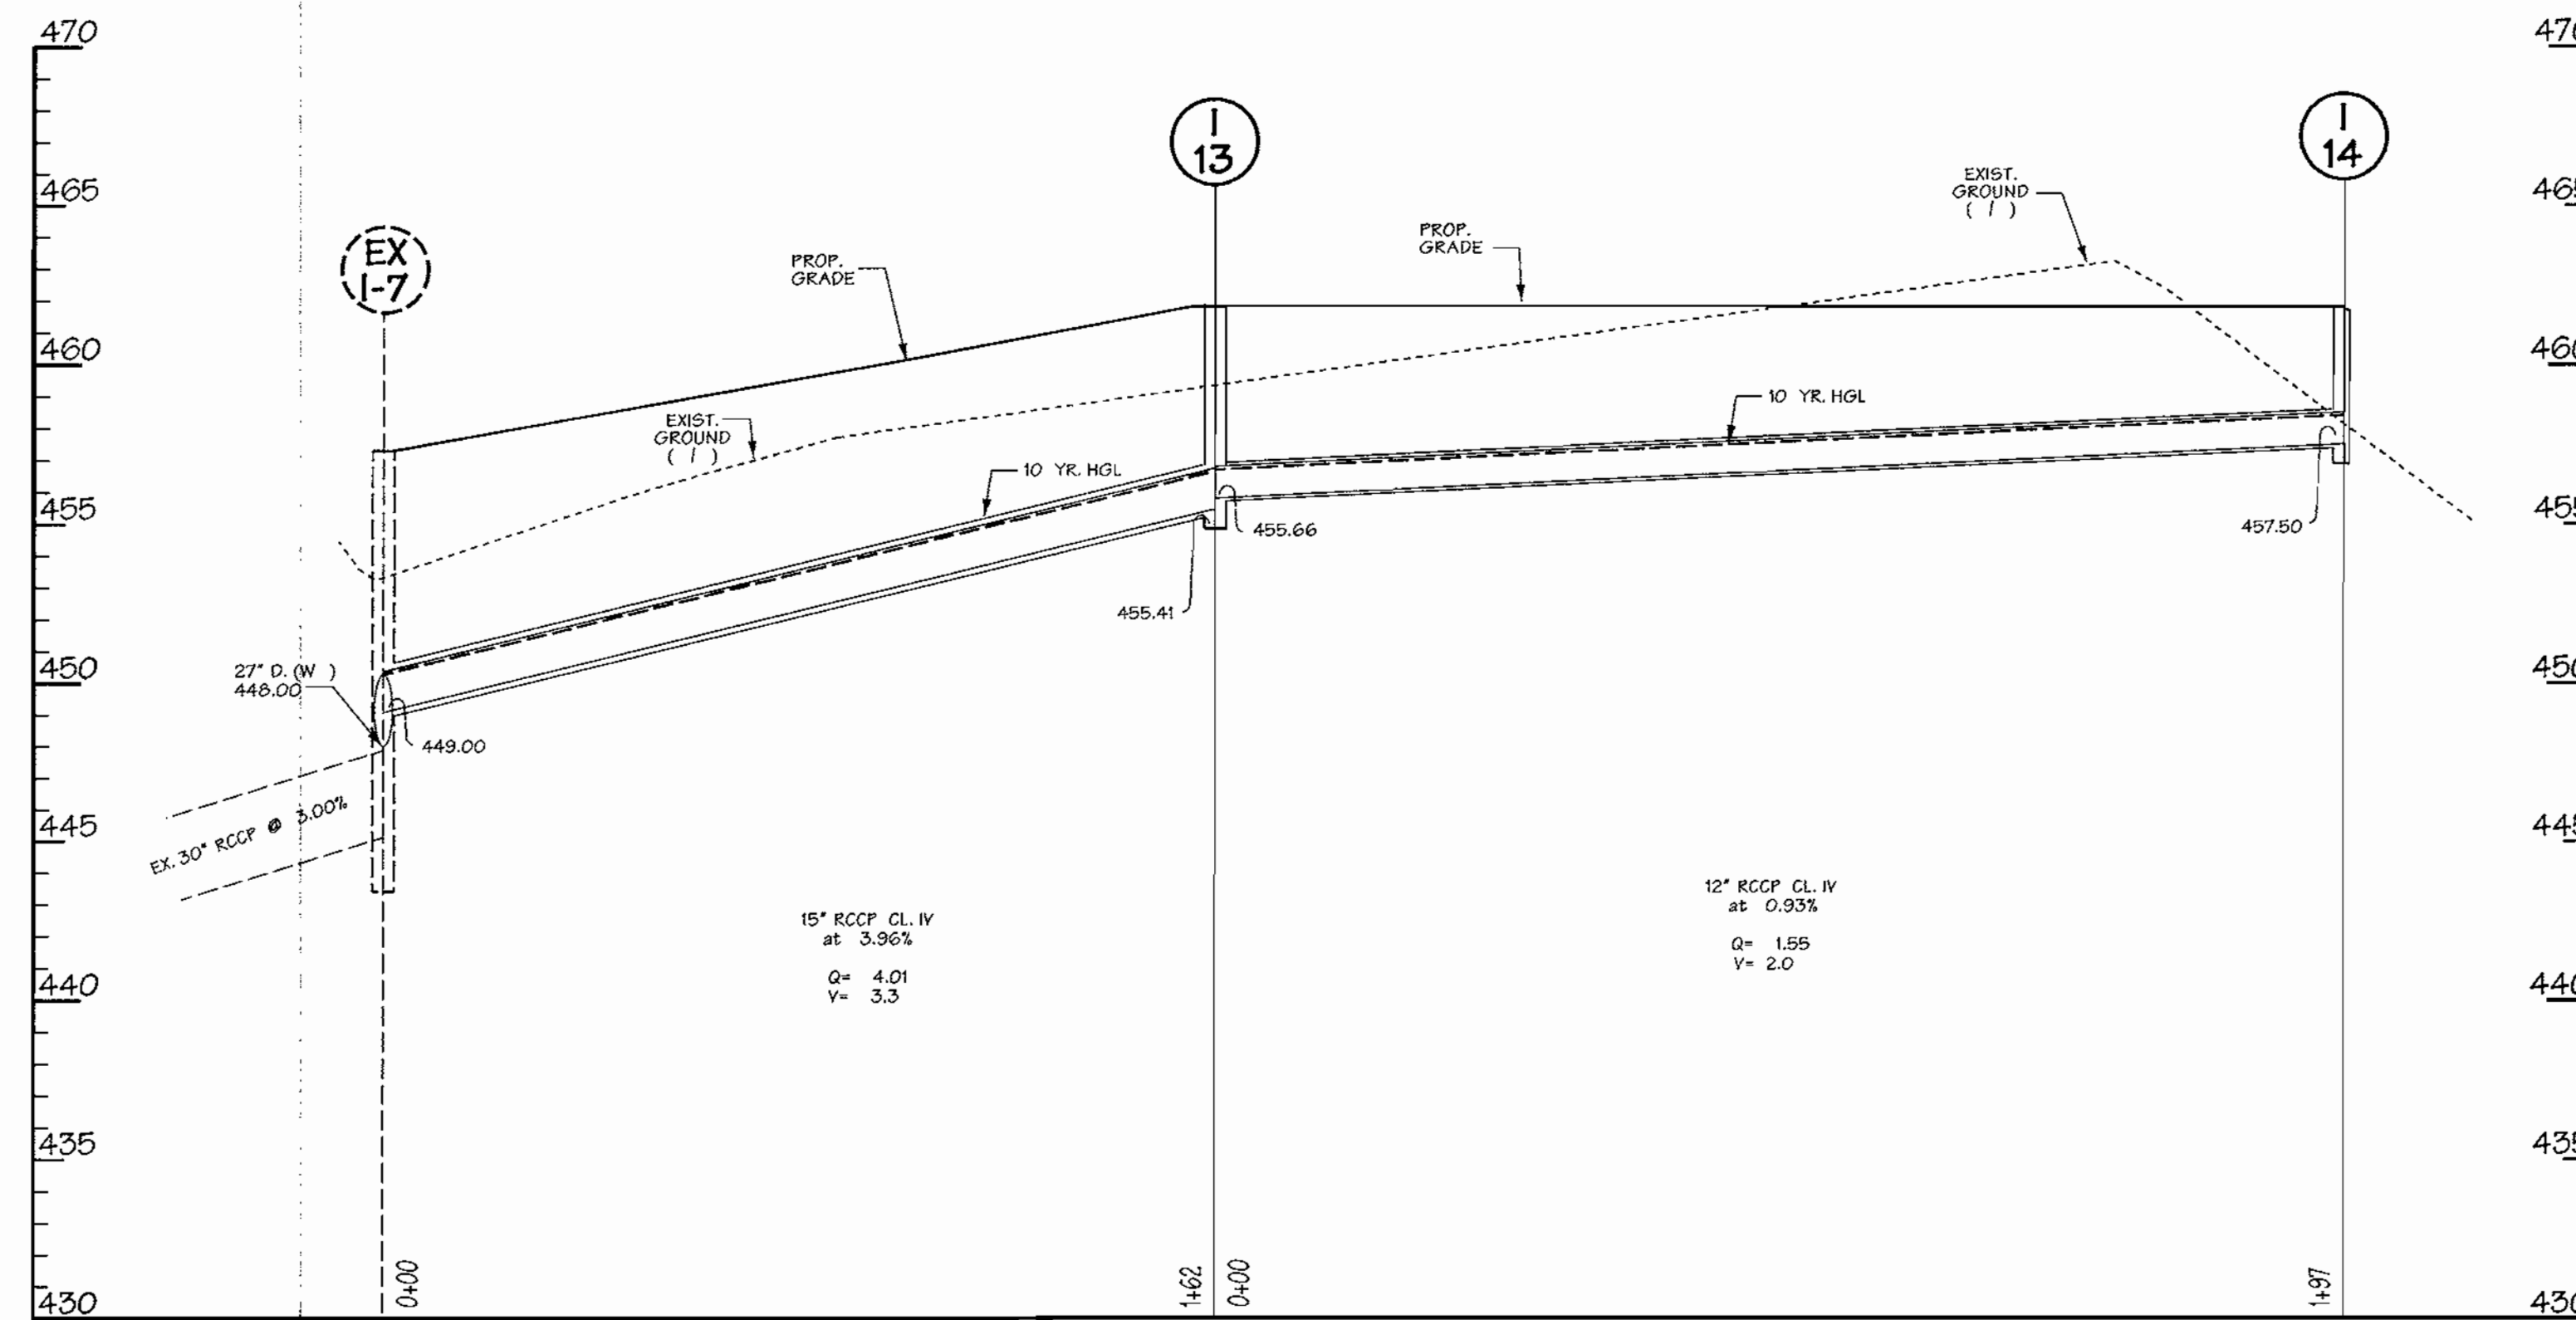 470
465
460
455
450
445
440
435
430
EX
I-7
I
13
I
14
PROP.
GRADE
PROP.
GRADE
EXIST.
GROUND
( / )
EXIST.
GROUND
( / )
10 YR. HGL
10 YR. HGL
27" D. (W )
448.00
449.00
455.41
455.66
457.50
EX. 30" RCCP @ 3.00%
15" RCCP CL. IV
at 3.96%
Q= 4.01
V= 3.3
12" RCCP CL. IV
at 0.93%
Q= 1.55
V= 2.0
0+00
1+62
0+00
1+97